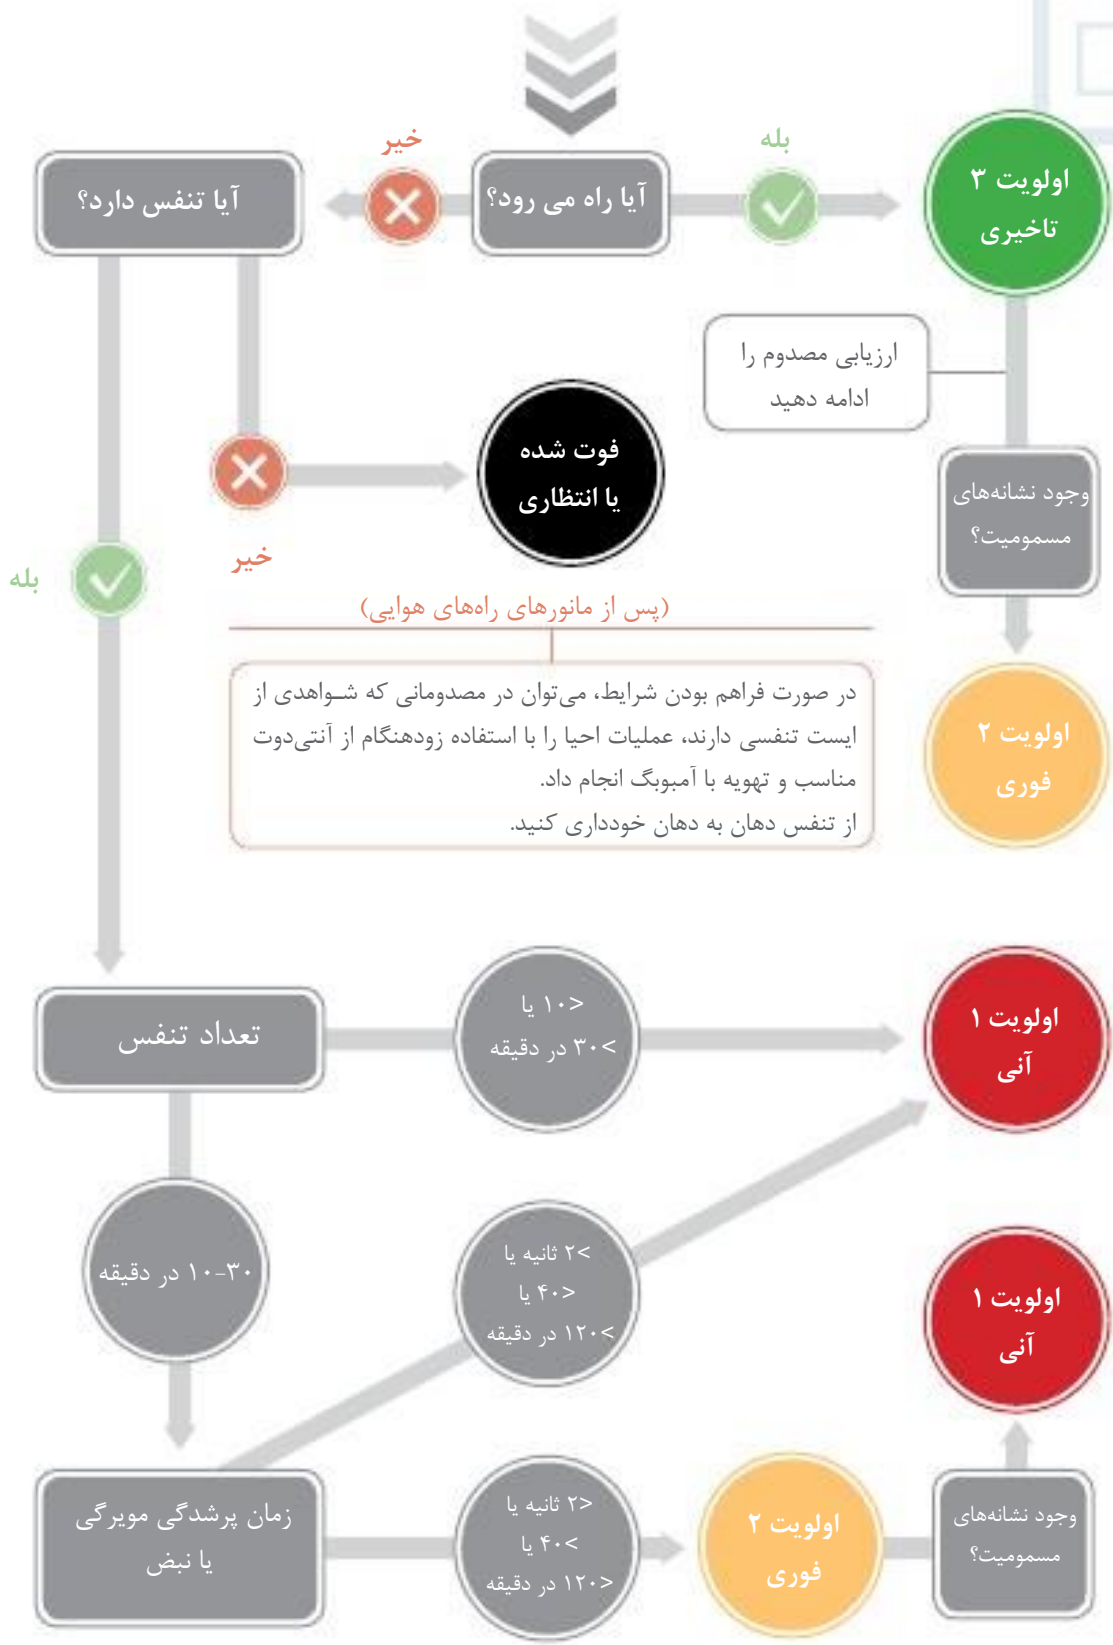 خیر
بله
آیا تنفس دارد؟
آیا راه می رود؟
اولویت ۳
تاخیری
ارزیابی مصدوم را
ادامه دهید
فوت شده
یا انتظاری
وجود نشانه‌های
مسمومیت؟
خیر
بله
(پس از مانورهای راه‌های هوایی)
در صورت فراهم بودن شرایط، می‌توان در مصدومانی که شـواهدی از
ایست تنفسی دارند، عملیات احیا را با استفاده زودهنگام از آنتی‌دوت
مناسب و تهویه با آمبوبگ انجام داد.
از تنفس دهان به دهان خودداری کنید.
اولویت ۲
فوری
تعداد تنفس
<۱۰ یا
>۳۰ در دقیقه
اولویت ۱
آنی
۱۰-۳۰ در دقیقه
>۲ ثانیه یا
<۴۰ یا
>۱۲۰ در دقیقه
اولویت ۱
آنی
زمان پرشدگی مویرگی
یا نبض
<۲ ثانیه یا
>۴۰ یا
<۱۲۰ در دقیقه
اولویت ۲
فوری
وجود نشانه‌های
مسمومیت؟